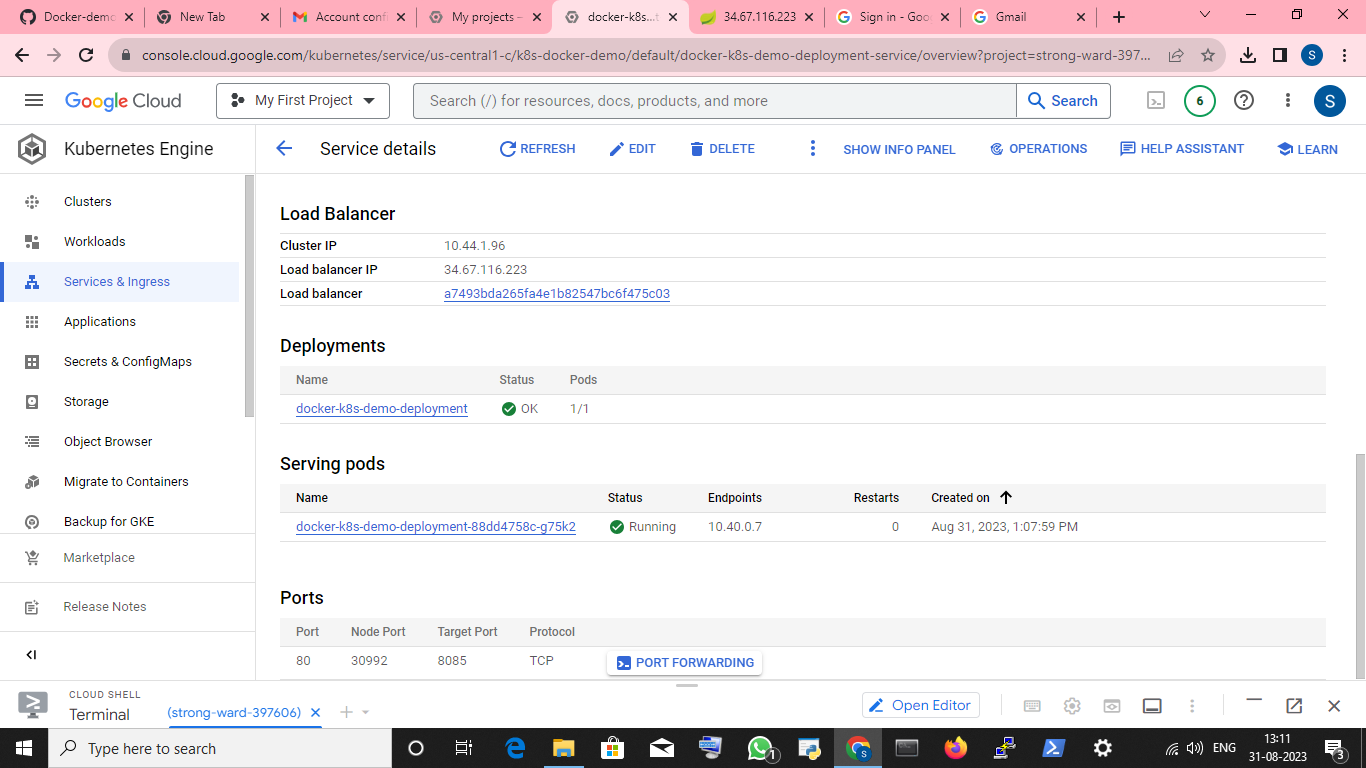 Docker-demo
New Tab
Account conf
My projects –
docker-k8s...t
34.67.116.223
Sign in - Goo
Gmail
console.cloud.google.com/kubernetes/service/us-central1-c/k8s-docker-demo/default/docker-k8s-demo-deployment-service/overview?project=strong-ward-397...
S
Google Cloud
My First Project
Search (/) for resources, docs, products, and more
Search
6
S
Kubernetes Engine
Service details
REFRESH
EDIT
DELETE
SHOW INFO PANEL
OPERATIONS
HELP ASSISTANT
LEARN
Clusters
Workloads
Services & Ingress
Applications
Secrets & ConfigMaps
Storage
Object Browser
Migrate to Containers
Backup for GKE
Marketplace
Release Notes
Load Balancer
Cluster IP 10.44.1.96
Load balancer IP 34.67.116.223
Load balancer a7493bda265fa4e1b82547bc6f475c03
Deployments
Name Status Pods
docker-k8s-demo-deployment OK 1/1
Serving pods
Name Status Endpoints Restarts Created on
docker-k8s-demo-deployment-88dd4758c-g75k2 Running 10.40.0.7 0 Aug 31, 2023, 1:07:59 PM
Ports
Port Node Port Target Port Protocol
80 30992 8085 TCP PORT FORWARDING
CLOUD SHELL
Terminal
(strong-ward-397606)
Open Editor
Type here to search
1
S
ENG
13:11
31-08-2023
3